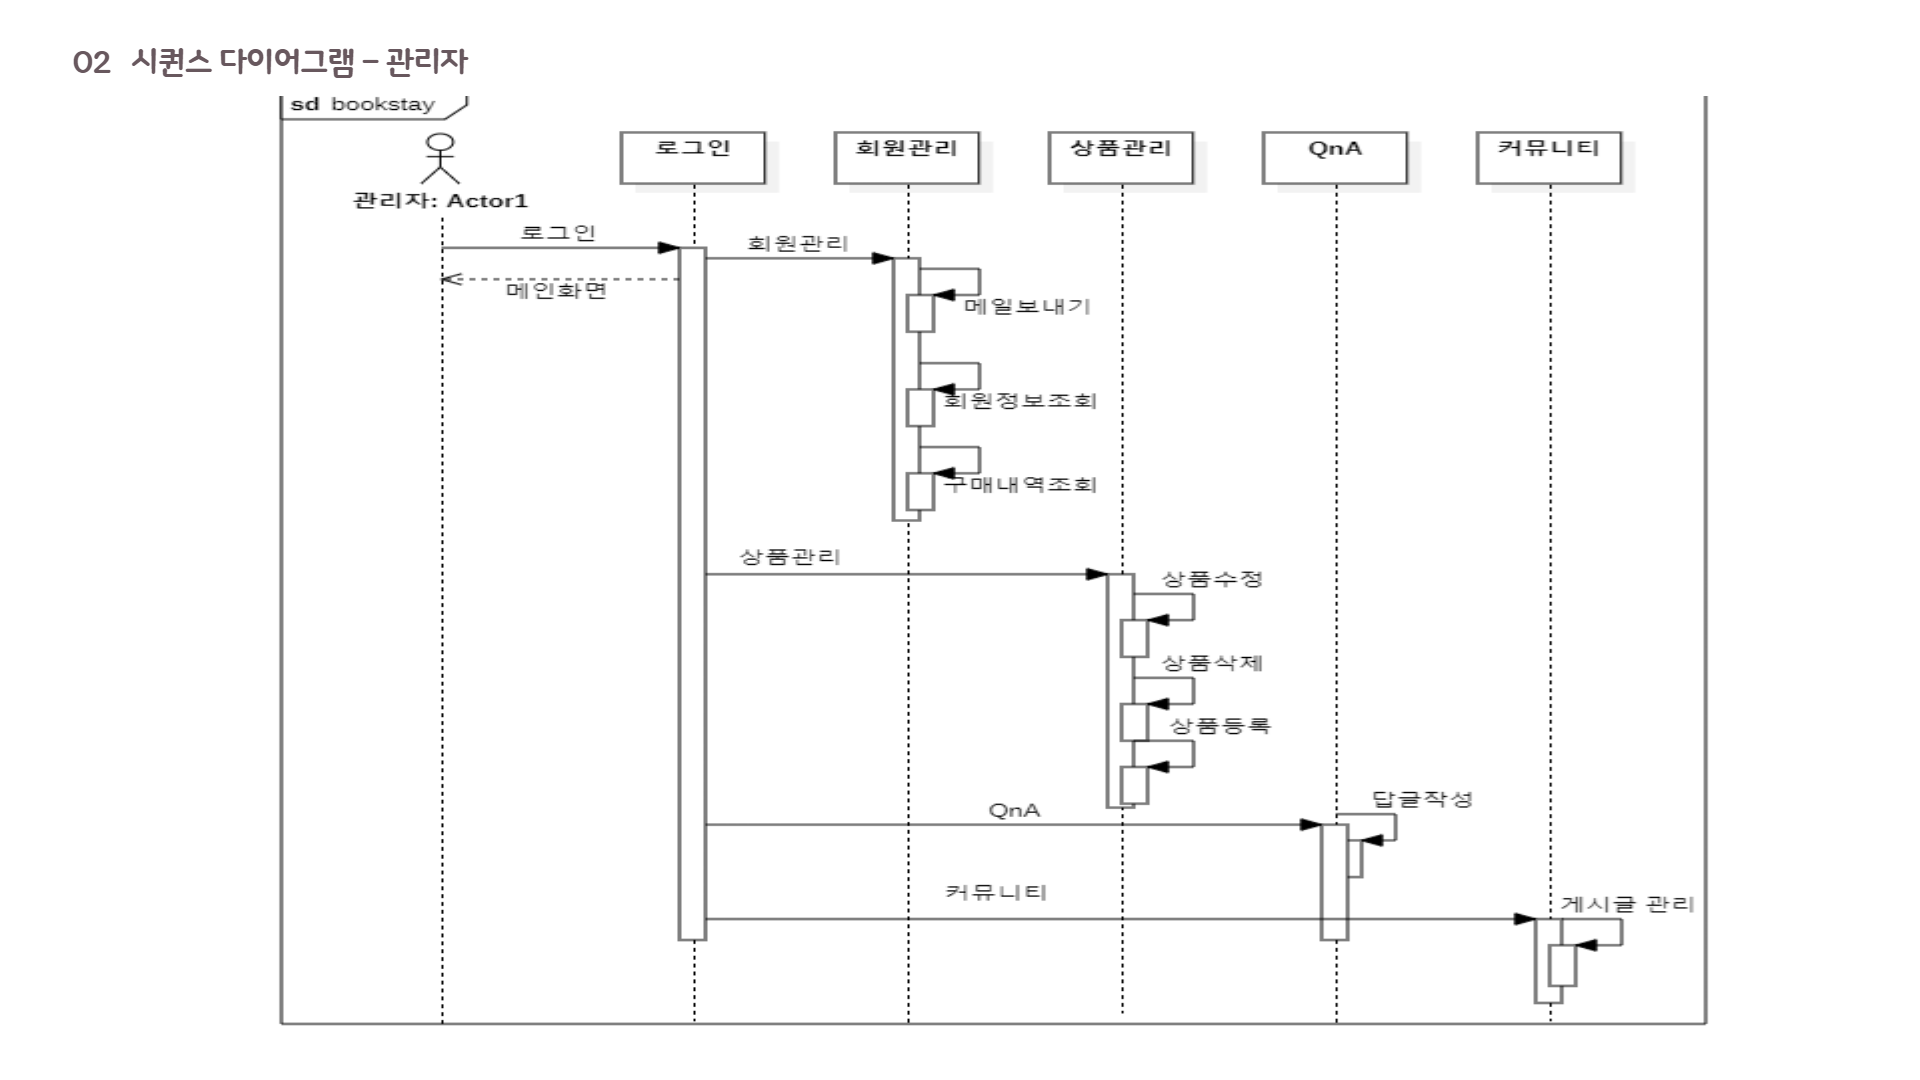 02 시퀀스 다이어그램 – 관리자
sd bookstay
로그인
회원관리
상품관리
QnA
커뮤니티
관리자: Actor1
로그인
회원관리
메인화면
메일보내기
회원정보조회
구매내역조회
상품관리
상품수정
상품삭제
상품등록
답글작성
QnA
커뮤니티
게시글 관리